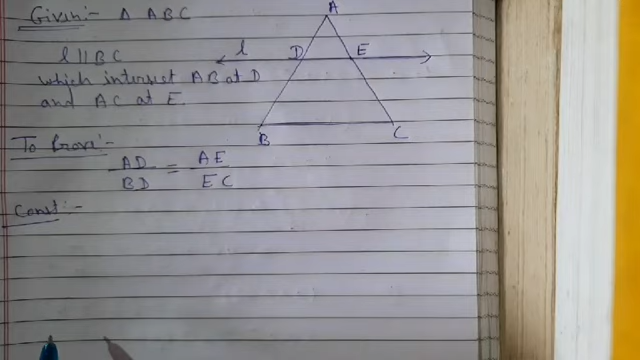 Given:- Δ ABC
l || BC
which intersect AB at D
and AC at E.
To Prove:-
AD/BD = AE/EC
Const:-
A
l
D
E
B
C